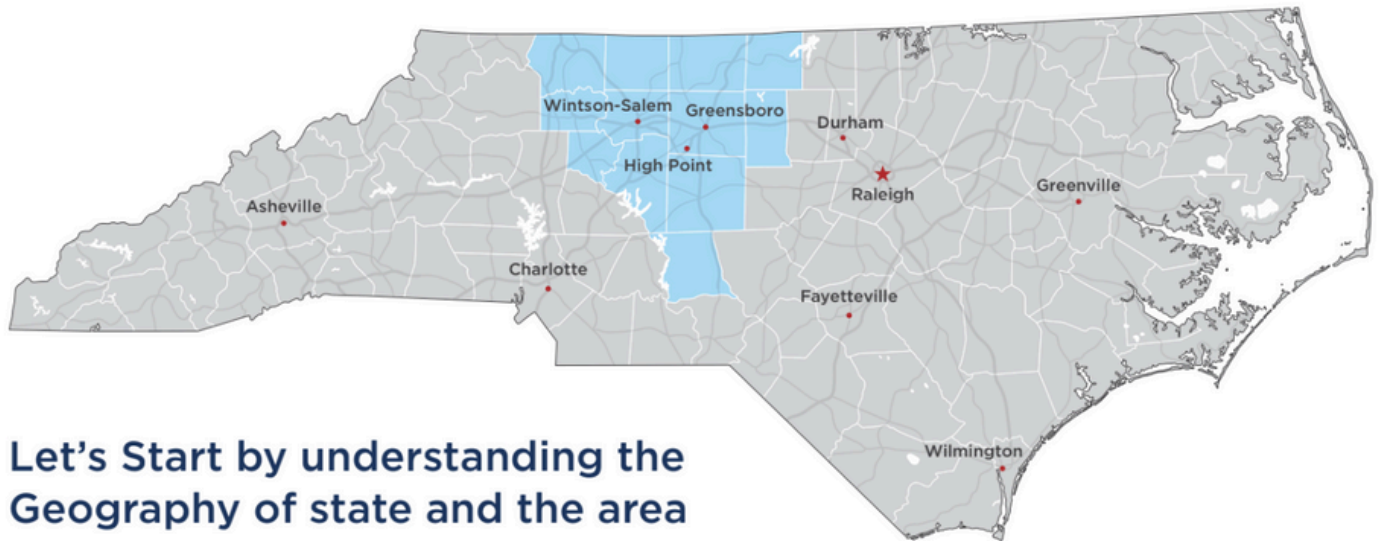 Wintson-Salem
Greensboro
Durham
High Point
Raleigh
Greenville
Asheville
Charlotte
Fayetteville
Wilmington
Let's Start by understanding the
Geography of state and the area